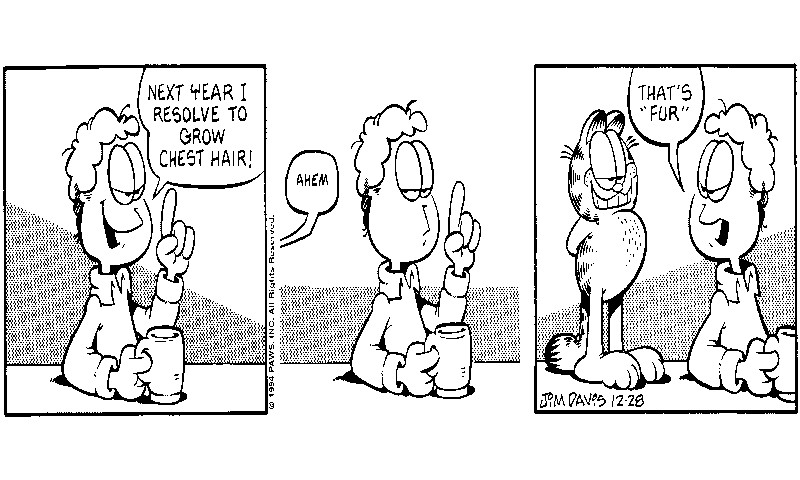 NEXT YEAR I
RESOLVE TO
GROW
CHEST HAIR!
© 1994 PAWS, INC. All Rights Reserved.
AHEM
THAT'S
"FUR"
JIM DAVIS 12-28